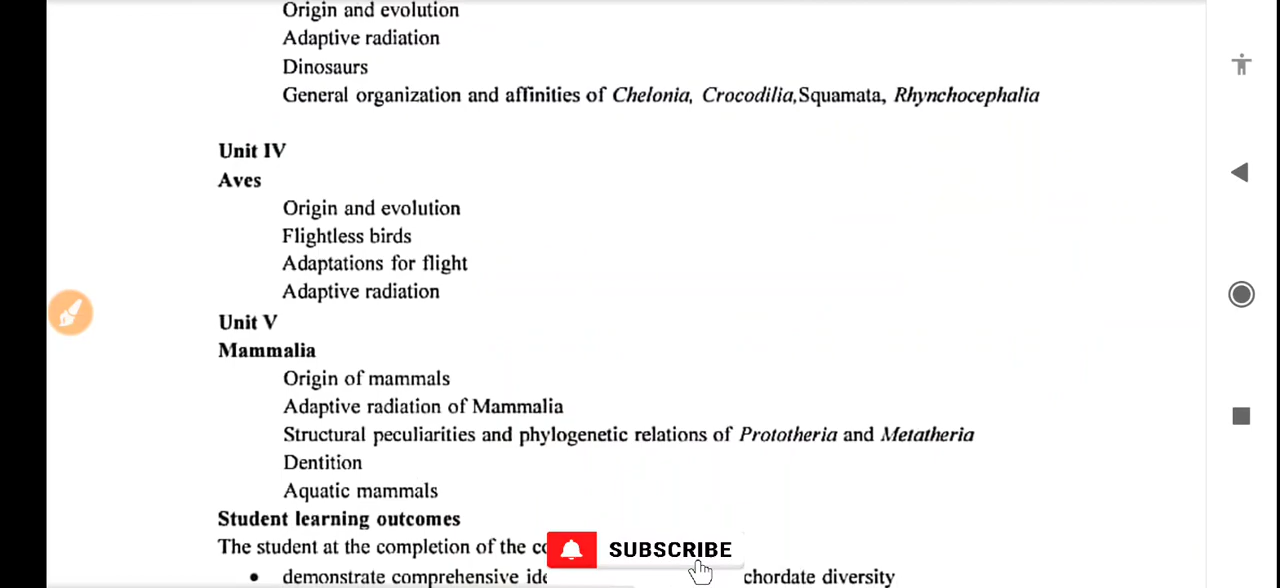 Origin and evolution
Adaptive radiation
Dinosaurs
General organization and affinities of Chelonia, Crocodilia,Squamata, Rhynchocephalia
Unit IV
Aves
Origin and evolution
Flightless birds
Adaptations for flight
Adaptive radiation
Unit V
Mammalia
Origin of mammals
Adaptive radiation of Mammalia
Structural peculiarities and phylogenetic relations of Prototheria and Metatheria
Dentition
Aquatic mammals
Student learning outcomes
The student at the completion of the
SUBSCRIBE
• demonstrate comprehensive chordate diversity